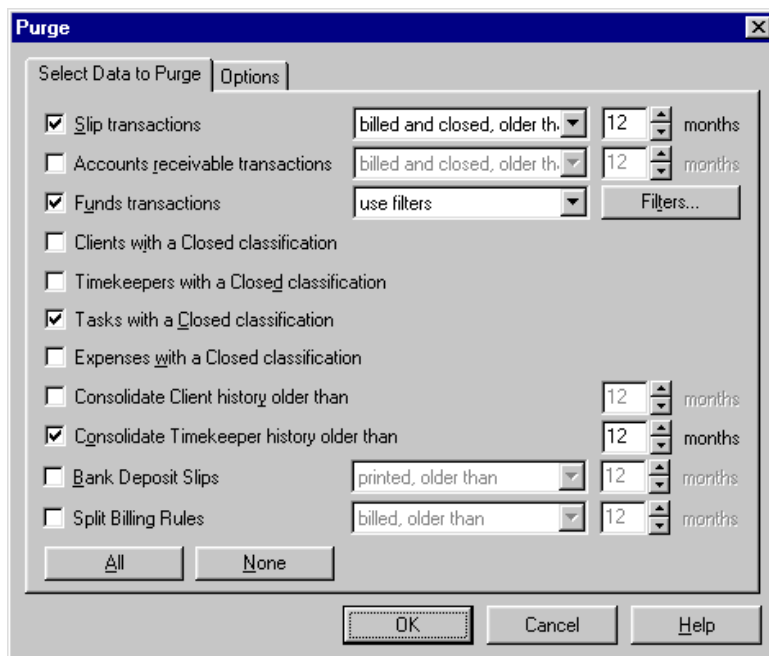 Purge
Select Data to Purge Options
Slip transactions billed and closed, older tha 12 months
Accounts receivable transactions billed and closed, older tha 12 months
Funds transactions use filters Filters...
Clients with a Closed classification
Timekeepers with a Closed classification
Tasks with a Closed classification
Expenses with a Closed classification
Consolidate Client history older than 12 months
Consolidate Timekeeper history older than 12 months
Bank Deposit Slips printed, older than 12 months
Split Billing Rules billed, older than 12 months
All None
OK Cancel Help